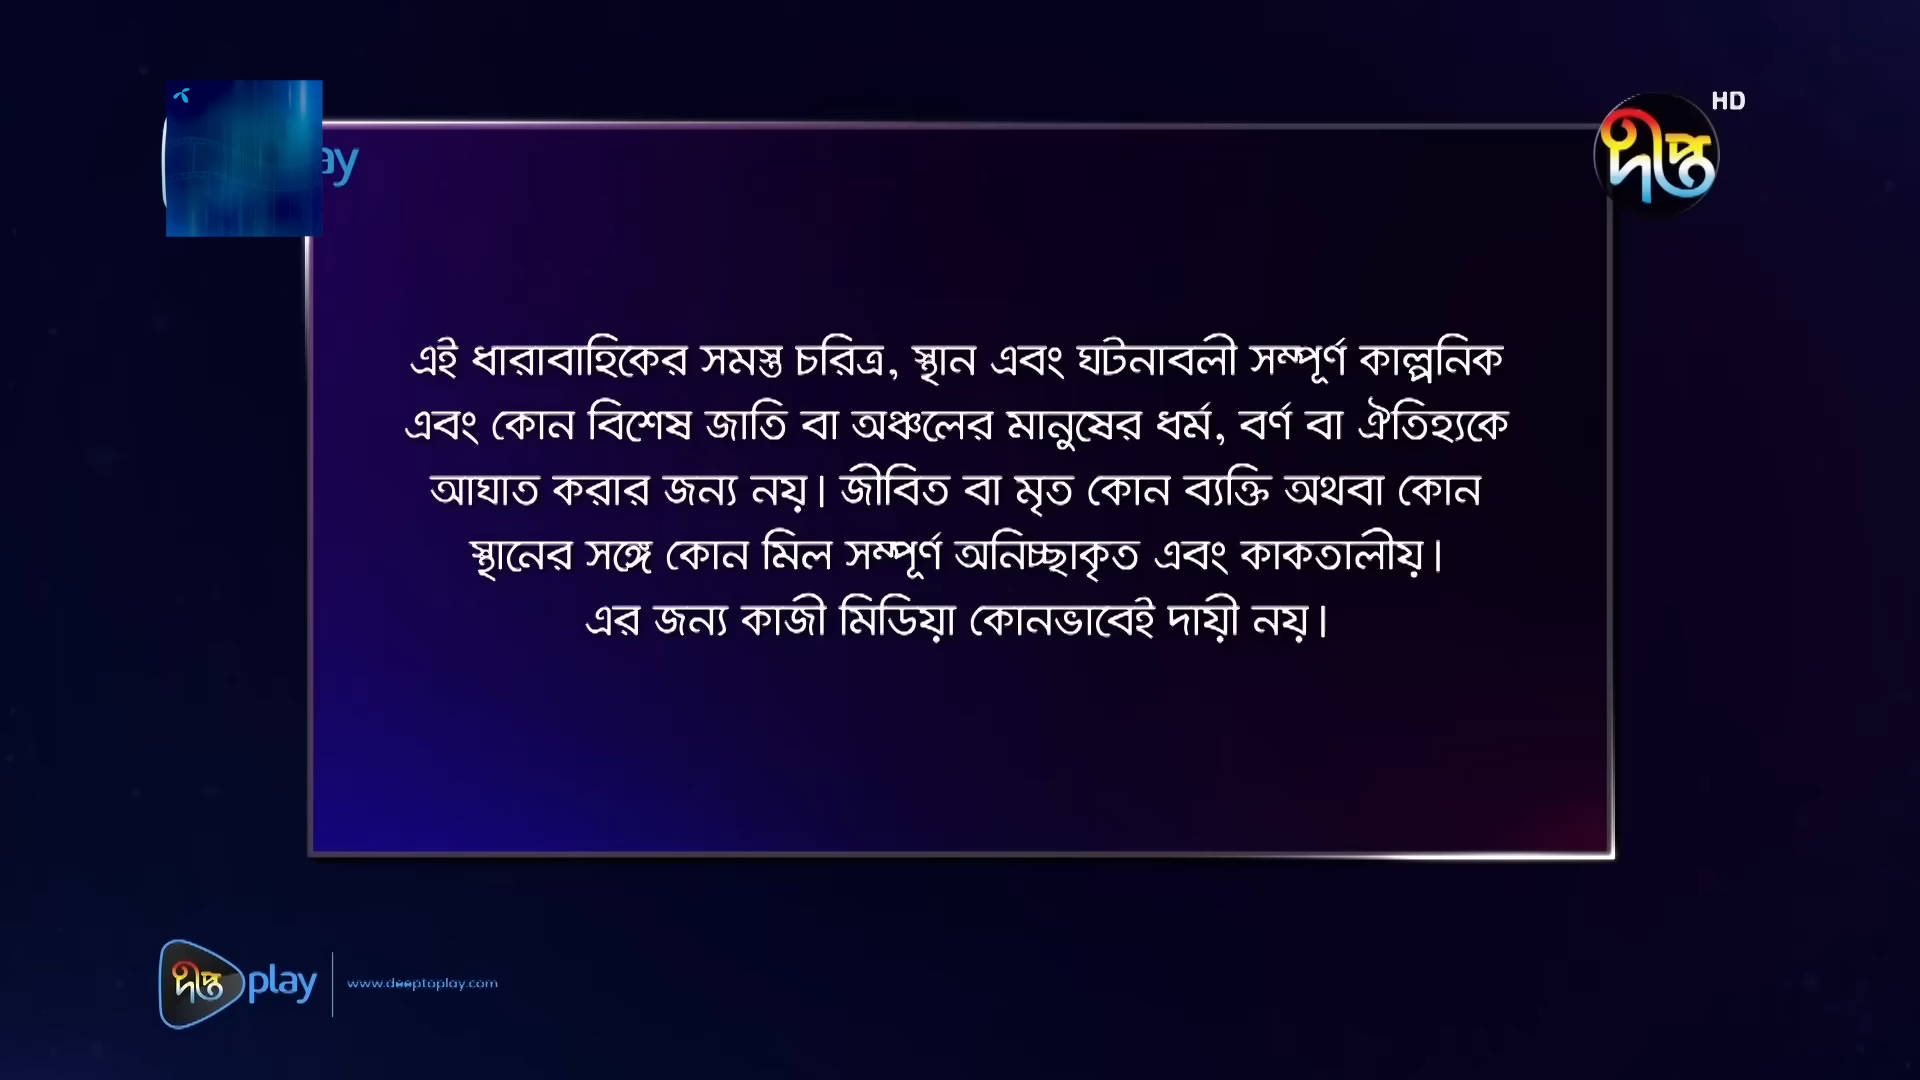 HD
দীপ্ত
ay
এই ধারাবাহিকের সমস্ত চরিত্র, স্থান এবং ঘটনাবলী সম্পূর্ণ কাল্পনিক
এবং কোন বিশেষ জাতি বা অঞ্চলের মানুষের ধর্ম, বর্ণ বা ঐতিহ্যকে
আঘাত করার জন্য নয়। জীবিত বা মৃত কোন ব্যক্তি অথবা কোন
স্থানের সঙ্গে কোন মিল সম্পূর্ণ অনিচ্ছাকৃত এবং কাকতালীয়।
এর জন্য কাজী মিডিয়া কোনভাবেই দায়ী নয়।
দীপ্ত play www.deeptoplay.com